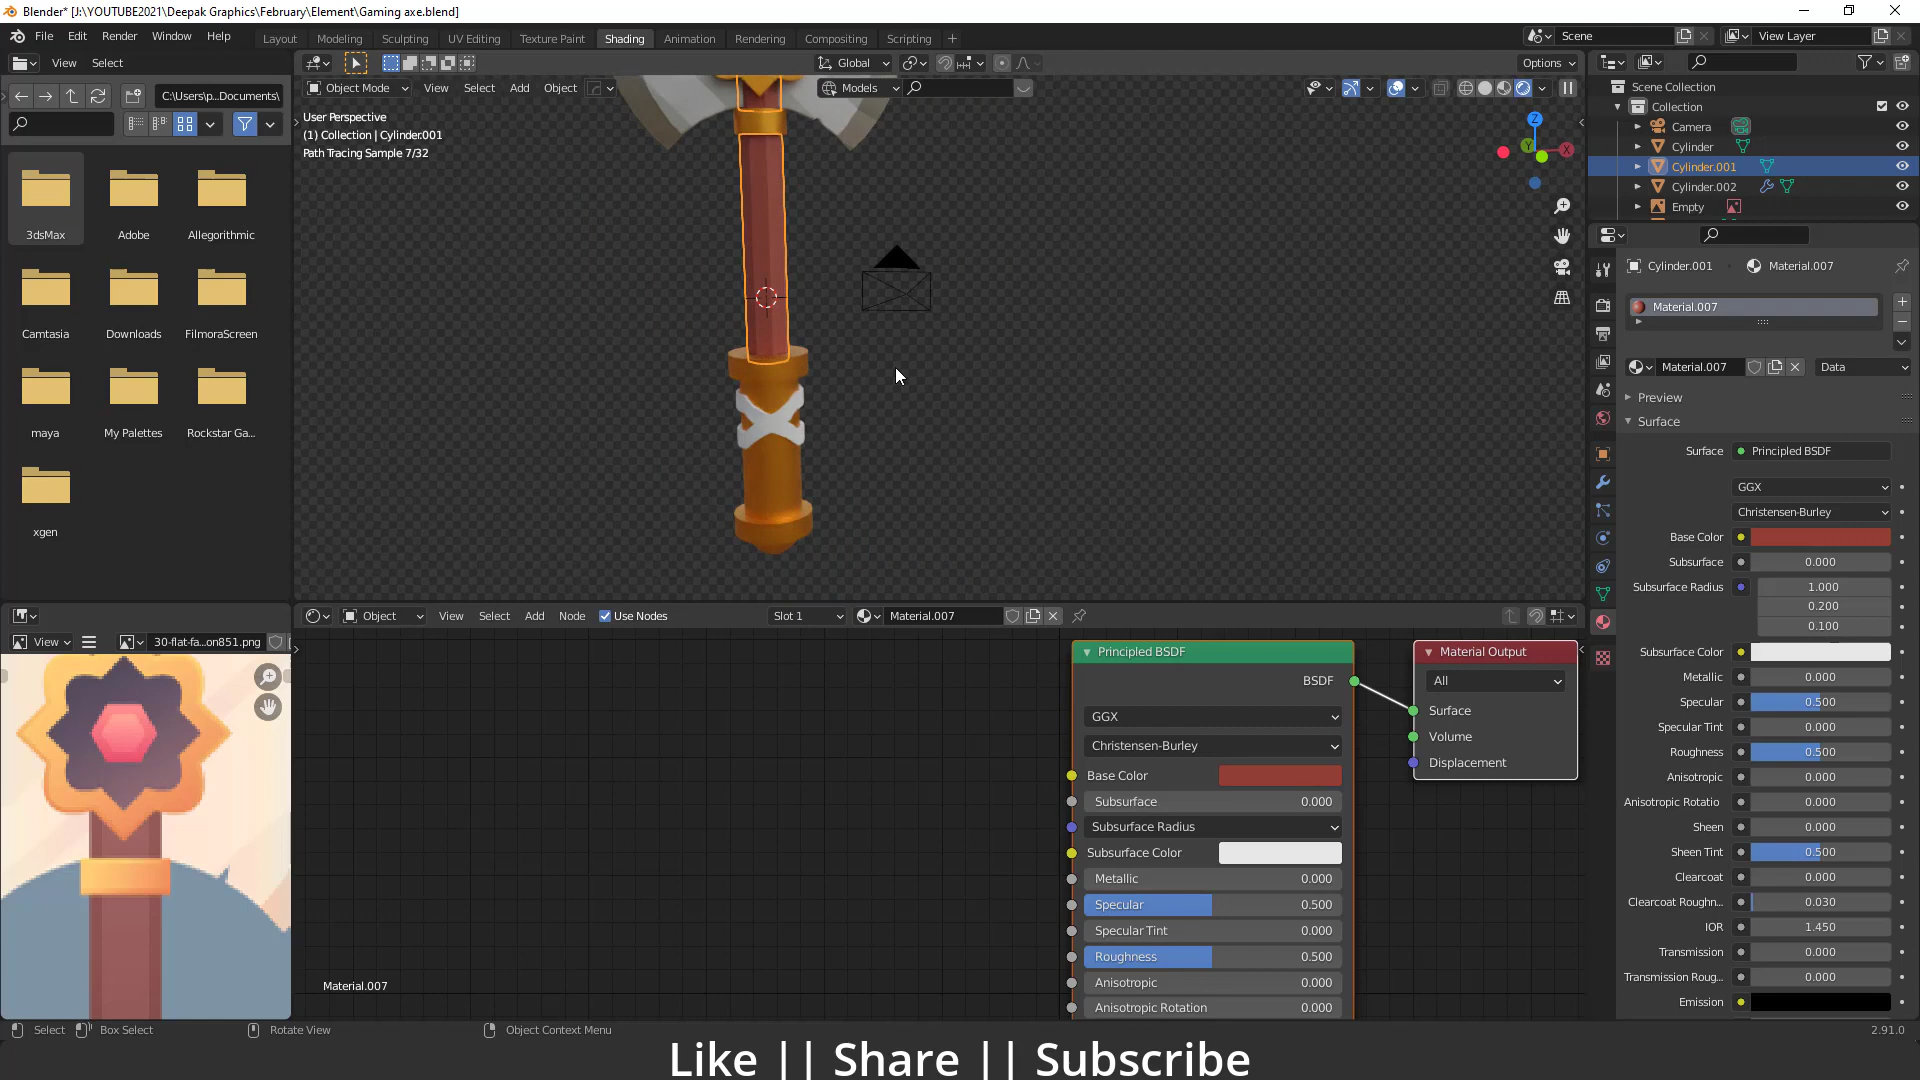 Blender* [J:\YOUTUBE2021\Deepak Graphics\February\Element\Gaming axe.blend]
File Edit Render Window Help Layout Modeling Sculpting UV Editing Texture Paint Shading Animation Rendering Compositing Scripting + Scene View Layer
View Select Global Options
C:\Users\p...Documents\ Object Mode View Select Add Object Models
User Perspective
(1) Collection | Cylinder.001
Path Tracing Sample 7/32
Z
Y
X
3dsMax Adobe Allegorithmic
Camtasia Downloads FilmoraScreen
maya My Palettes Rockstar Ga...
xgen
Scene Collection
Collection
Camera
Cylinder
Cylinder.001
Cylinder.002
Empty
Cylinder.001 Material.007
Material.007
Material.007 Data
Preview
Surface
Surface Principled BSDF
GGX
Christensen-Burley
Base Color
Subsurface 0.000
Subsurface Radius 1.000
0.200
0.100
Subsurface Color
Metallic 0.000
Specular 0.500
Specular Tint 0.000
Roughness 0.500
Anisotropic 0.000
Anisotropic Rotatio 0.000
Sheen 0.000
Sheen Tint 0.500
Clearcoat 0.000
Clearcoat Roughn... 0.030
IOR 1.450
Transmission 0.000
Transmission Roug... 0.000
Emission
Object View Select Add Node Use Nodes Slot 1 Material.007
View 30-flat-fa...on851.png
Principled BSDF
BSDF
GGX
Christensen-Burley
Base Color
Subsurface 0.000
Subsurface Radius
Subsurface Color
Metallic 0.000
Specular 0.500
Specular Tint 0.000
Roughness 0.500
Anisotropic 0.000
Anisotropic Rotation 0.000
Material Output
All
Surface
Volume
Displacement
Material.007
Select Box Select Rotate View Object Context Menu 2.91.0
Like || Share || Subscribe